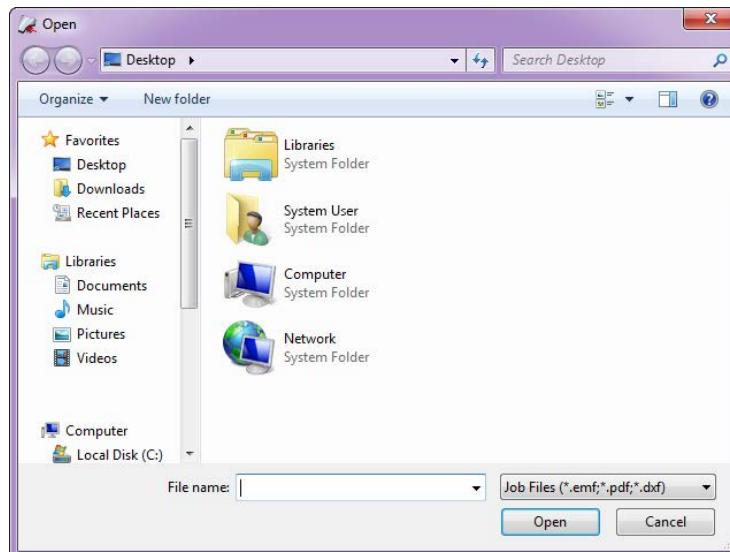 Open
Desktop
Search Desktop
Organize
New folder
Favorites
Desktop
Downloads
Recent Places
Libraries
Documents
Music
Pictures
Videos
Computer
Local Disk (C:)
Libraries
System Folder
System User
System Folder
Computer
System Folder
Network
System Folder
File name:
Job Files (*.emf;*.pdf;*.dxf)
Open
Cancel